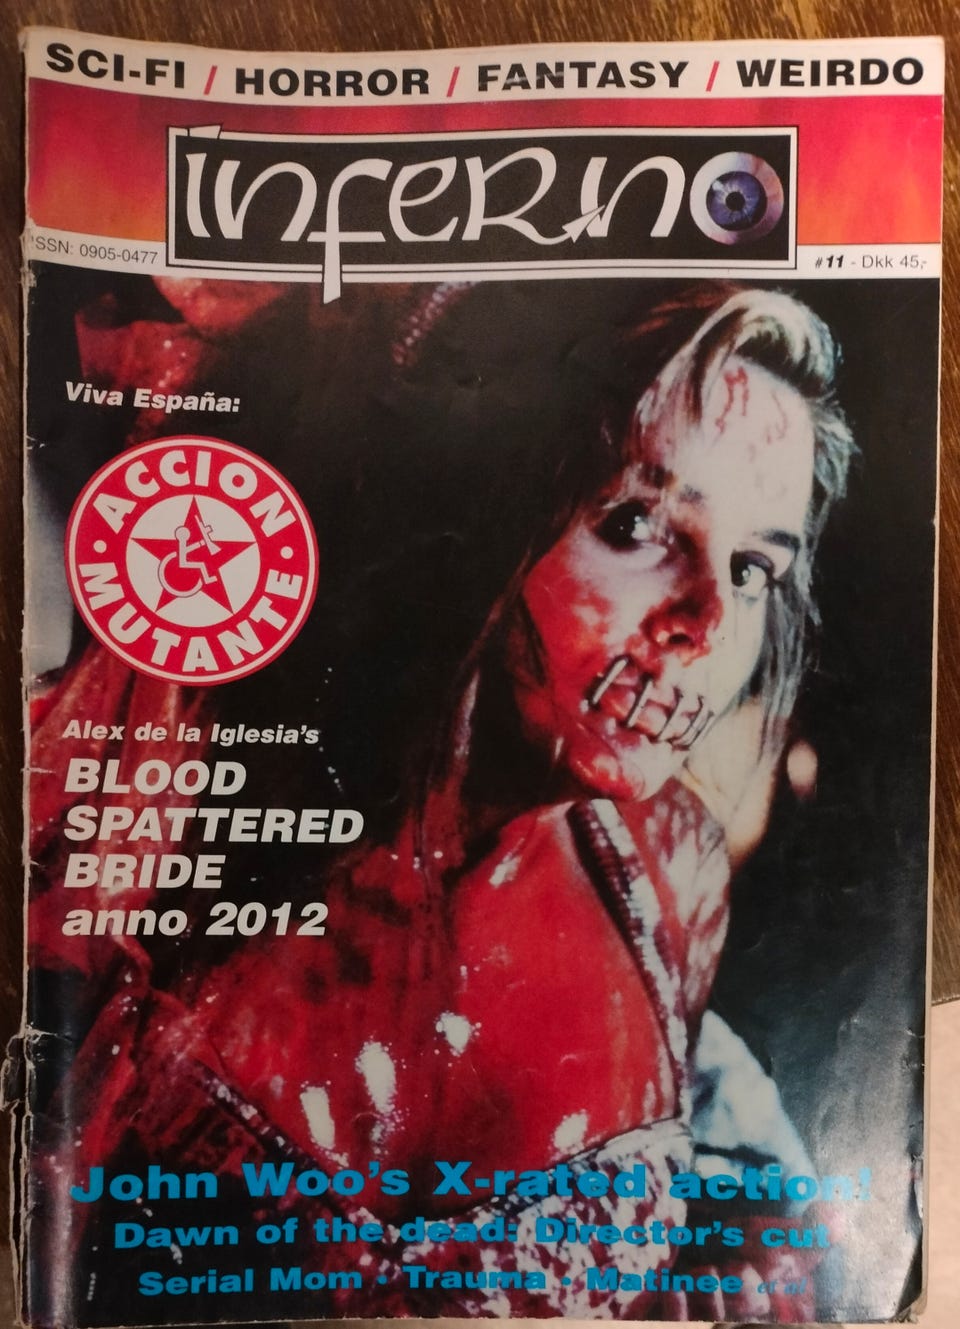 SCI-FI / HORROR / FANTASY / WEIRDO
inferno
ISSN: 0905-0477
#11 - Dkk 45,-
Viva España:
ACCION
MUTANTE
Alex de la Iglesia's
BLOOD
SPATTERED
BRIDE
anno 2012
John Woo's X-rated action!
Dawn of the dead: Director's cut
Serial Mom • Trauma • Matinee et al